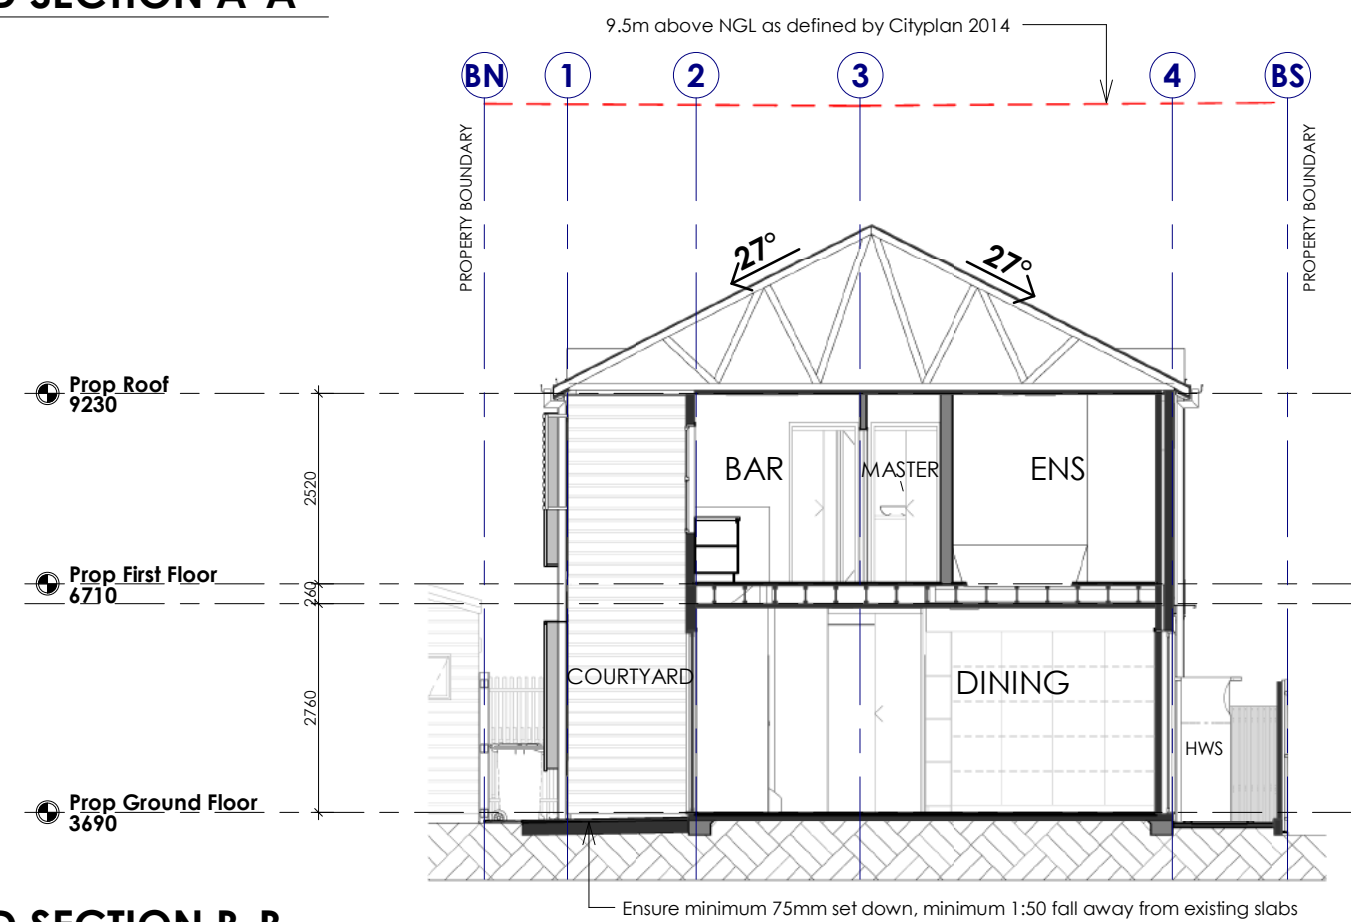 SECTION A-A
9.5m above NGL as defined by Cityplan 2014
BN 1 2 3 4 BS
PROPERTY BOUNDARY
PROPERTY BOUNDARY
27°
27°
Prop Roof
9230
2520
BAR
MASTER
ENS
Prop First Floor
6710
260
COURTYARD
DINING
2760
HWS
Prop Ground Floor
3690
Ensure minimum 75mm set down, minimum 1:50 fall away from existing slabs
SECTION B-B